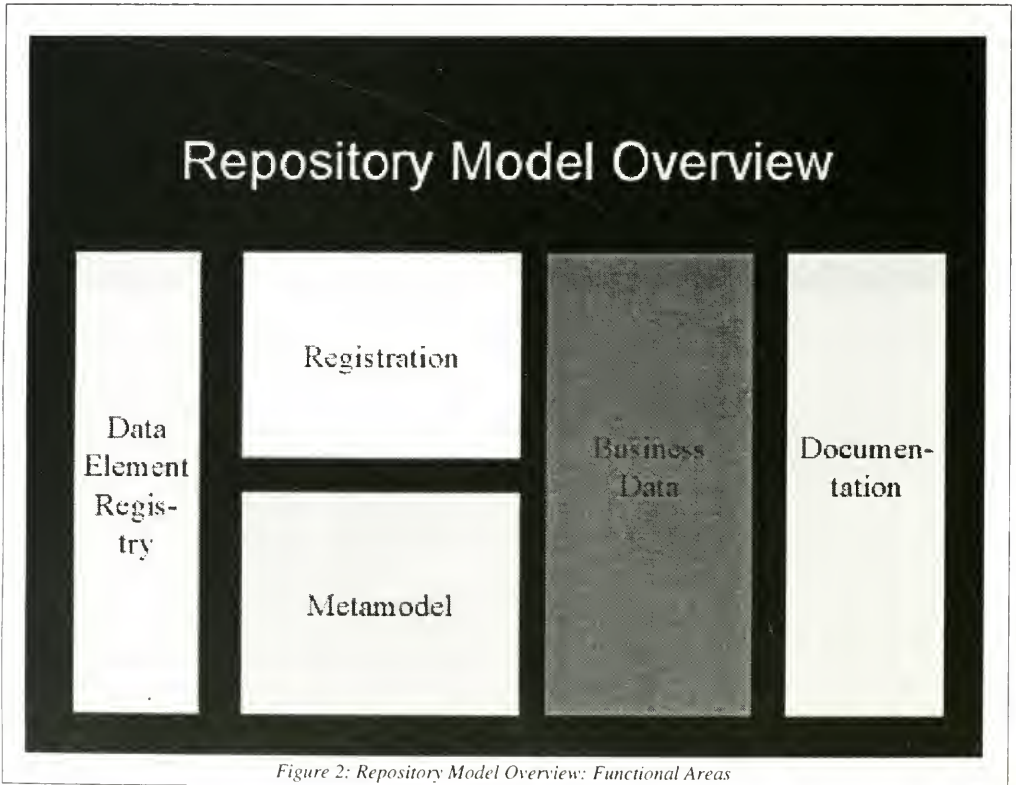 Repository Model Overview
Data
Element
Regis-
try
Registration
Metamodel
Business
Data
Documen-
tation
Figure 2: Repository Model Overview: Functional Areas